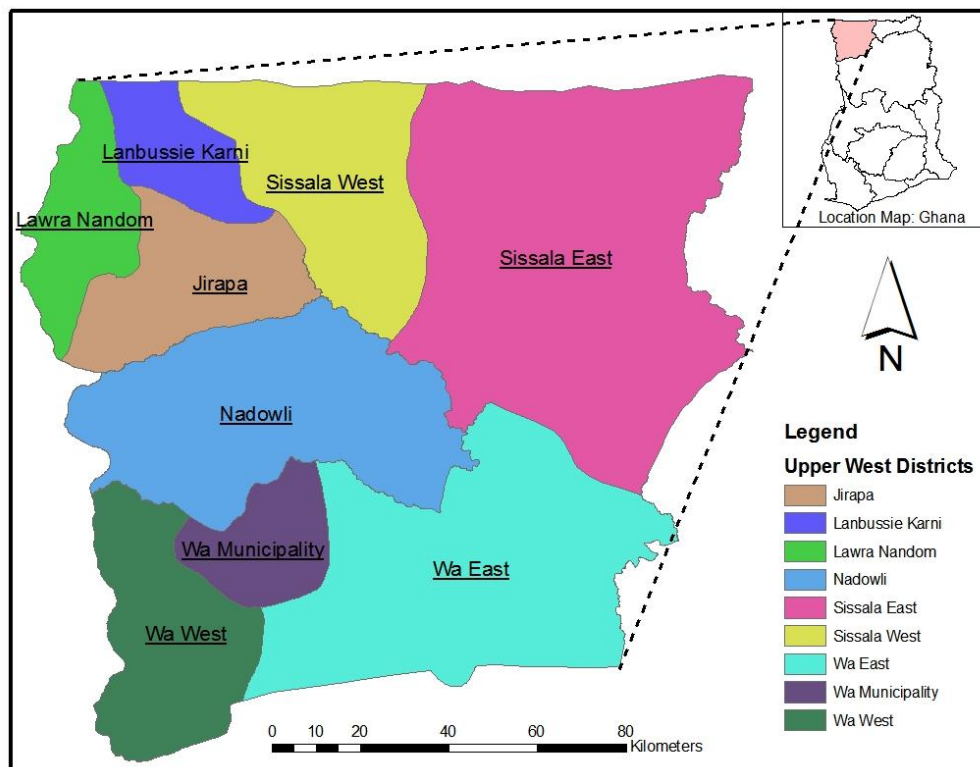 Location Map: Ghana
Lanbussie Karni
Sissala West
Lawra Nandom
Sissala East
Jirapa
N
Nadowli
Wa Municipality
Wa East
Wa West
Legend
Upper West Districts
Jirapa
Lanbussie Karni
Lawra Nandom
Nadowli
Sissala East
Sissala West
Wa East
Wa Municipality
Wa West
0 5 10 20 40 60 80
Kilometers